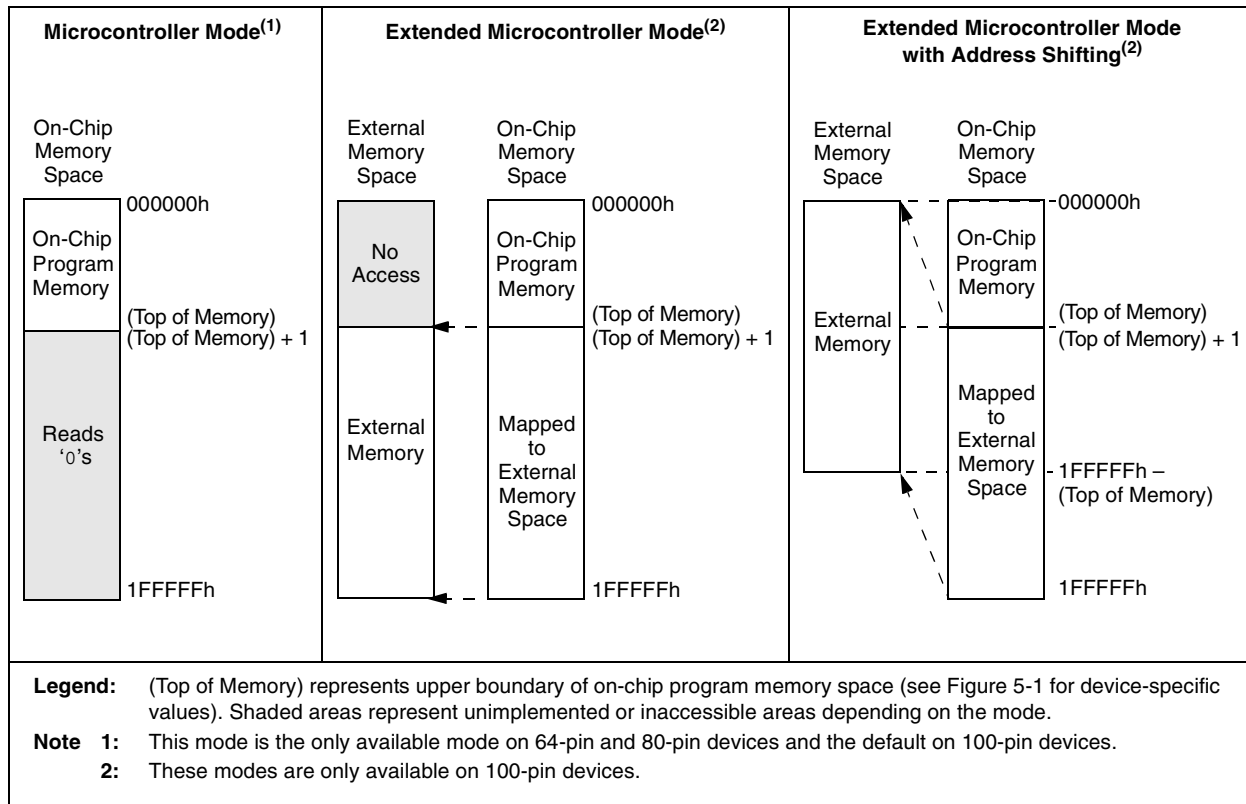 Microcontroller Mode(1)
On-Chip
Memory
Space
000000h
On-Chip
Program
Memory
(Top of Memory)
(Top of Memory) + 1
Reads
‘0’s
1FFFFFh
Extended Microcontroller Mode(2)
External
Memory
Space
On-Chip
Memory
Space
000000h
No
Access
On-Chip
Program
Memory
(Top of Memory)
(Top of Memory) + 1
External
Memory
Mapped
to
External
Memory
Space
1FFFFFh
Extended Microcontroller Mode
with Address Shifting(2)
External
Memory
Space
On-Chip
Memory
Space
000000h
On-Chip
Program
Memory
External
Memory
(Top of Memory)
(Top of Memory) + 1
Mapped
to
External
Memory
Space
1FFFFFh –
(Top of Memory)
1FFFFFh
Legend: (Top of Memory) represents upper boundary of on-chip program memory space (see Figure 5-1 for device-specific
values). Shaded areas represent unimplemented or inaccessible areas depending on the mode.
Note 1: This mode is the only available mode on 64-pin and 80-pin devices and the default on 100-pin devices.
2: These modes are only available on 100-pin devices.